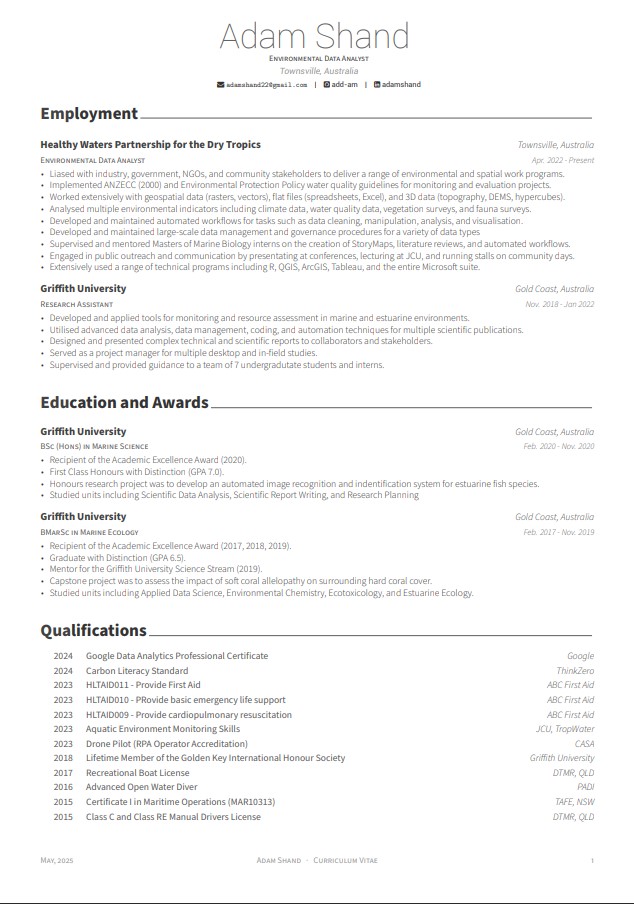 Adam Shand
Environmental Data Analyst
Townsville, Australia
adamshand22@gmail.com | add-am | adamshand
Employment
Healthy Waters Partnership for the Dry Tropics Townsville, Australia
Environmental Data Analyst Apr. 2022 - Present
• Liased with industry, government, NGOs, and community stakeholders to deliver a range of environmental and spatial work programs.
• Implemented ANZECC (2000) and Environmental Protection Policy water quality guidelines for monitoring and evaluation projects.
• Worked extensively with geospatial data (rasters, vectors), flat files (spreadsheets, Excel), and 3D data (topography, DEMS, hypercubes).
• Analysed multiple environmental indicators including climate data, water quality data, vegetation surveys, and fauna surveys.
• Developed and maintained automated workflows for tasks such as data cleaning, manipulation, analysis, and visualisation.
• Developed and maintained large-scale data management and governance procedures for a variety of data types
• Supervised and mentored Masters of Marine Biology interns on the creation of StoryMaps, literature reviews, and automated workflows.
• Engaged in public outreach and communication by presentating at conferences, lecturing at JCU, and running stalls on community days.
• Extensively used a range of technical programs including R, QGIS, ArcGIS, Tableau, and the entire Microsoft suite.
Griffith University Gold Coast, Australia
Research Assistant Nov. 2018 - Jan 2022
• Developed and applied tools for monitoring and resource assessment in marine and estuarine environments.
• Utilised advanced data analysis, data management, coding, and automation techniques for multiple scientific publications.
• Designed and presented complex technical and scientific reports to collaborators and stakeholders.
• Served as a project manager for multiple desktop and in-field studies.
• Supervised and provided guidance to a team of 7 undergradutate students and interns.
Education and Awards
Griffith University Gold Coast, Australia
BSc (Hons) in Marine Science Feb. 2020 - Nov. 2020
• Recipient of the Academic Excellence Award (2020).
• First Class Honours with Distinction (GPA 7.0).
• Honours research project was to develop an automated image recognition and indentification system for estuarine fish species.
• Studied units including Scientific Data Analysis, Scientific Report Writing, and Research Planning
Griffith University Gold Coast, Australia
BMarSc in Marine Ecology Feb. 2017 - Nov. 2019
• Recipient of the Academic Excellence Award (2017, 2018, 2019).
• Graduate with Distinction (GPA 6.5).
• Mentor for the Griffith University Science Stream (2019).
• Capstone project was to assess the impact of soft coral allelopathy on surrounding hard coral cover.
• Studied units including Applied Data Science, Environmental Chemistry, Ecotoxicology, and Estuarine Ecology.
Qualifications
2024 Google Data Analytics Professional Certificate Google
2024 Carbon Literacy Standard ThinkZero
2023 HLTAID011 - Provide First Aid ABC First Aid
2023 HLTAID010 - PRovide basic emergency life support ABC First Aid
2023 HLTAID009 - Provide cardiopulmonary resuscitation ABC First Aid
2023 Aquatic Environment Monitoring Skills JCU, TropWater
2023 Drone Pilot (RPA Operator Accreditation) CASA
2018 Lifetime Member of the Golden Key International Honour Society Griffith University
2017 Recreational Boat License DTMR, QLD
2016 Advanced Open Water Diver PADI
2015 Certificate I in Maritime Operations (MAR10313) TAFE, NSW
2015 Class C and Class RE Manual Drivers License DTMR, QLD
May, 2025 Adam Shand · Curriculum Vitae 1